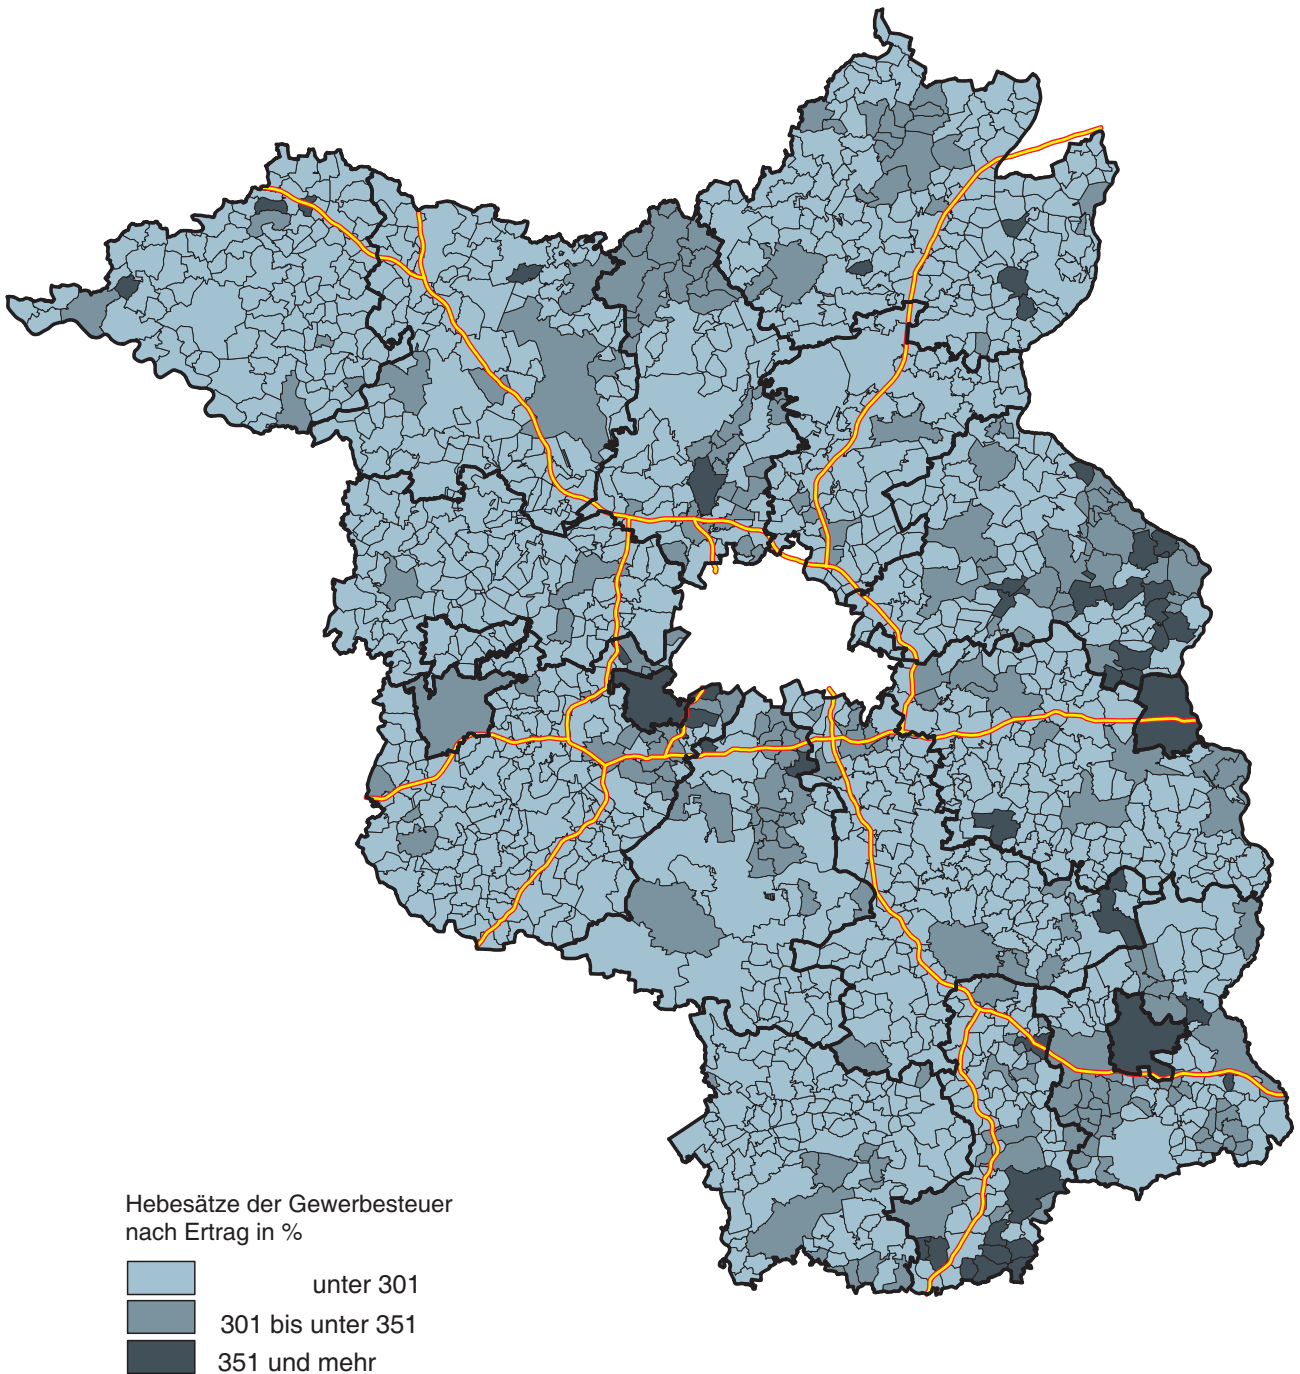 Hebesätze der Gewerbesteuer
nach Ertrag in %
unter 301
301 bis unter 351
351 und mehr